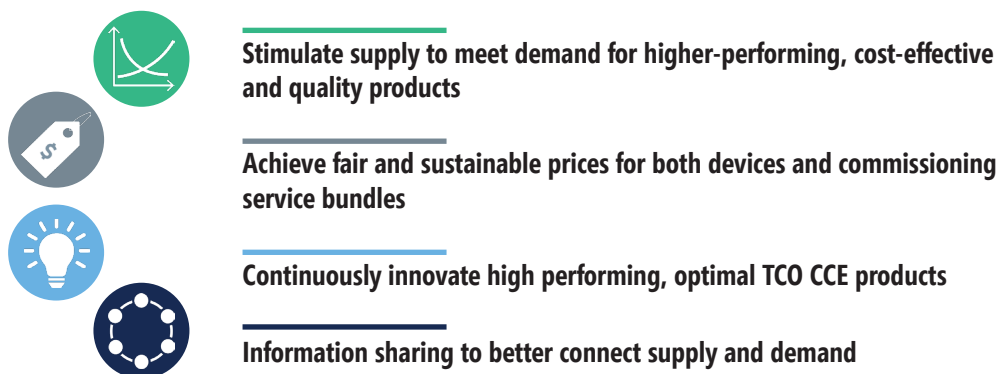 Stimulate supply to meet demand for higher-performing, cost-effective
and quality products
$
Achieve fair and sustainable prices for both devices and commissioning
service bundles
Continuously innovate high performing, optimal TCO CCE products
Information sharing to better connect supply and demand